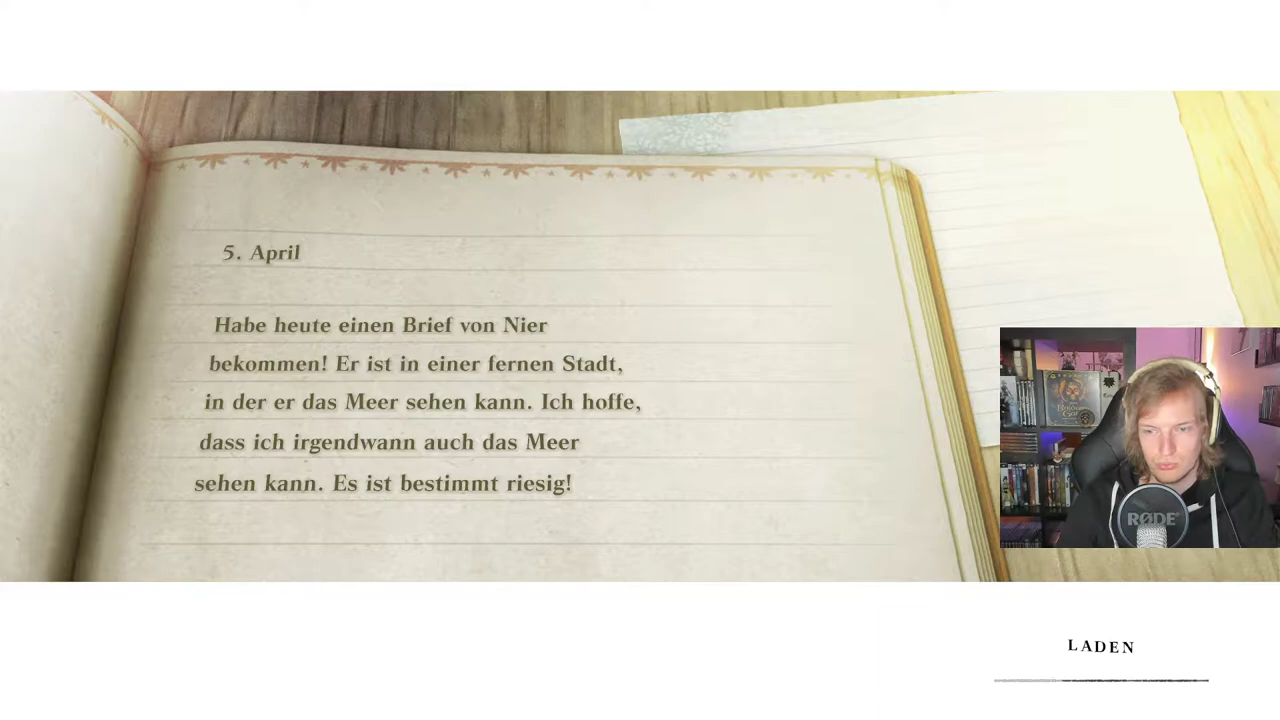 5. April
Habe heute einen Brief von Nier
bekommen! Er ist in einer fernen Stadt,
in der er das Meer sehen kann. Ich hoffe,
dass ich irgendwann auch das Meer
sehen kann. Es ist bestimmt riesig!
RØDE
LADEN